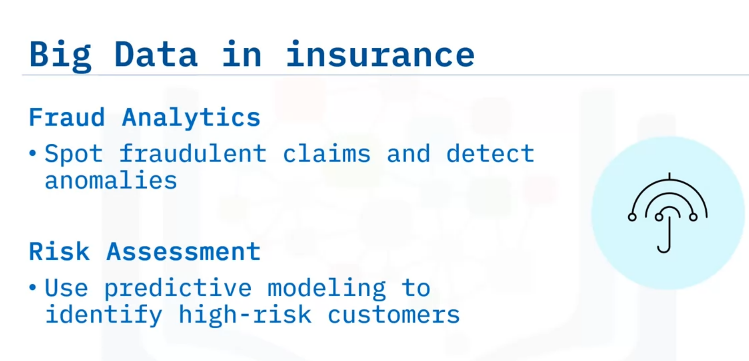 Big Data in insurance
Fraud Analytics
• Spot fraudulent claims and detect
anomalies
Risk Assessment
• Use predictive modeling to
identify high-risk customers